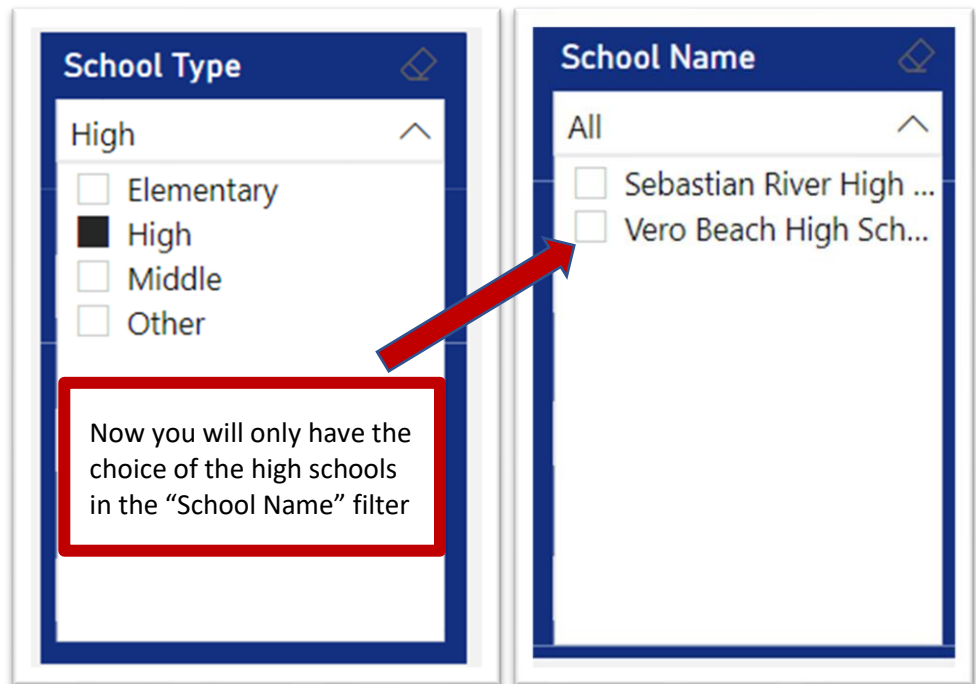 School Type
High
Elementary
High
Middle
Other
Now you will only have the
choice of the high schools
in the “School Name” filter
School Name
All
Sebastian River High ...
Vero Beach High Sch...